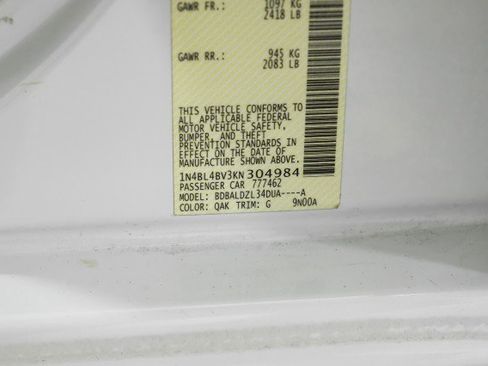 GAWR FR.: 1097 KG
2418 LB
GAWR RR.: 945 KG
2083 LB
THIS VEHICLE CONFORMS TO
ALL APPLICABLE FEDERAL
MOTOR VEHICLE SAFETY,
BUMPER, AND THEFT
PREVENTION STANDARDS IN
EFFECT ON THE DATE OF
MANUFACTURE SHOWN ABOVE.
1N4BL4BV3KN304984
PASSENGER CAR 777462
MODEL: BDBALDZL34DUA----A
COLOR: QAK TRIM: G 9N00A